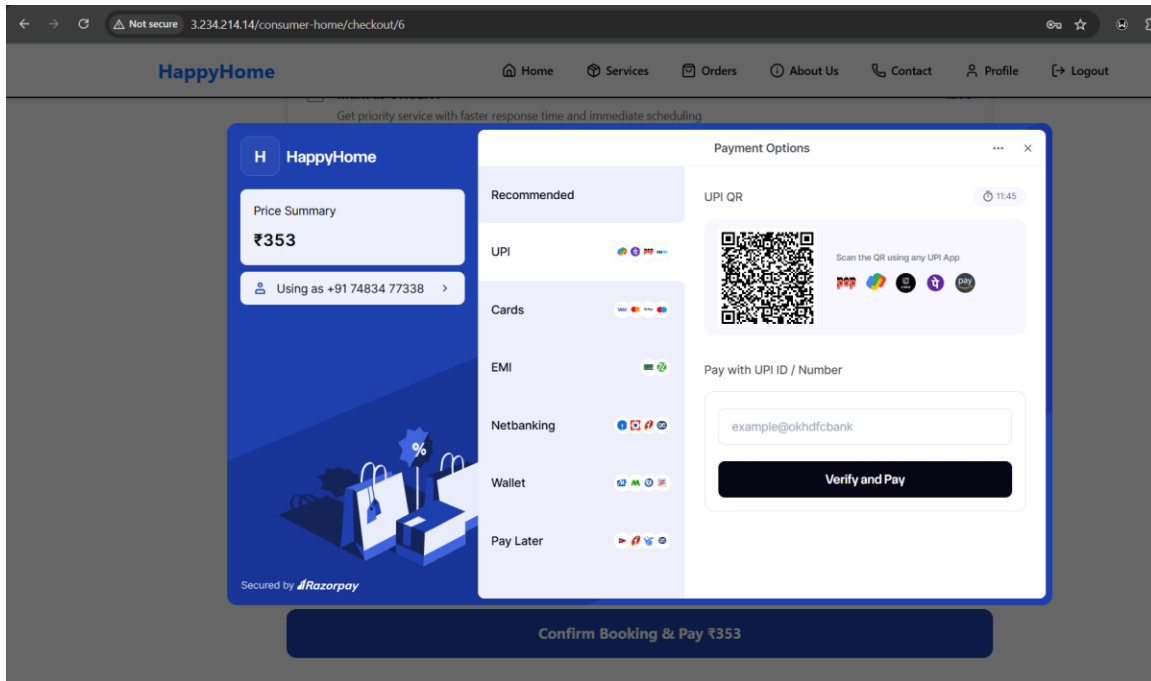 Not secure 3.234.214.14/consumer-home/checkout/6
HappyHome
Home Services Orders About Us Contact Profile Logout
Get priority service with faster response time and immediate scheduling
H HappyHome
Price Summary
₹353
Using as +91 74834 77338
Secured by Razorpay
Payment Options
Recommended
UPI
Cards
EMI
Netbanking
Wallet
Pay Later
UPI QR
11:45
Scan the QR using any UPI App
pop
pay
Pay with UPI ID / Number
example@okhdfcbank
Verify and Pay
Confirm Booking & Pay ₹353